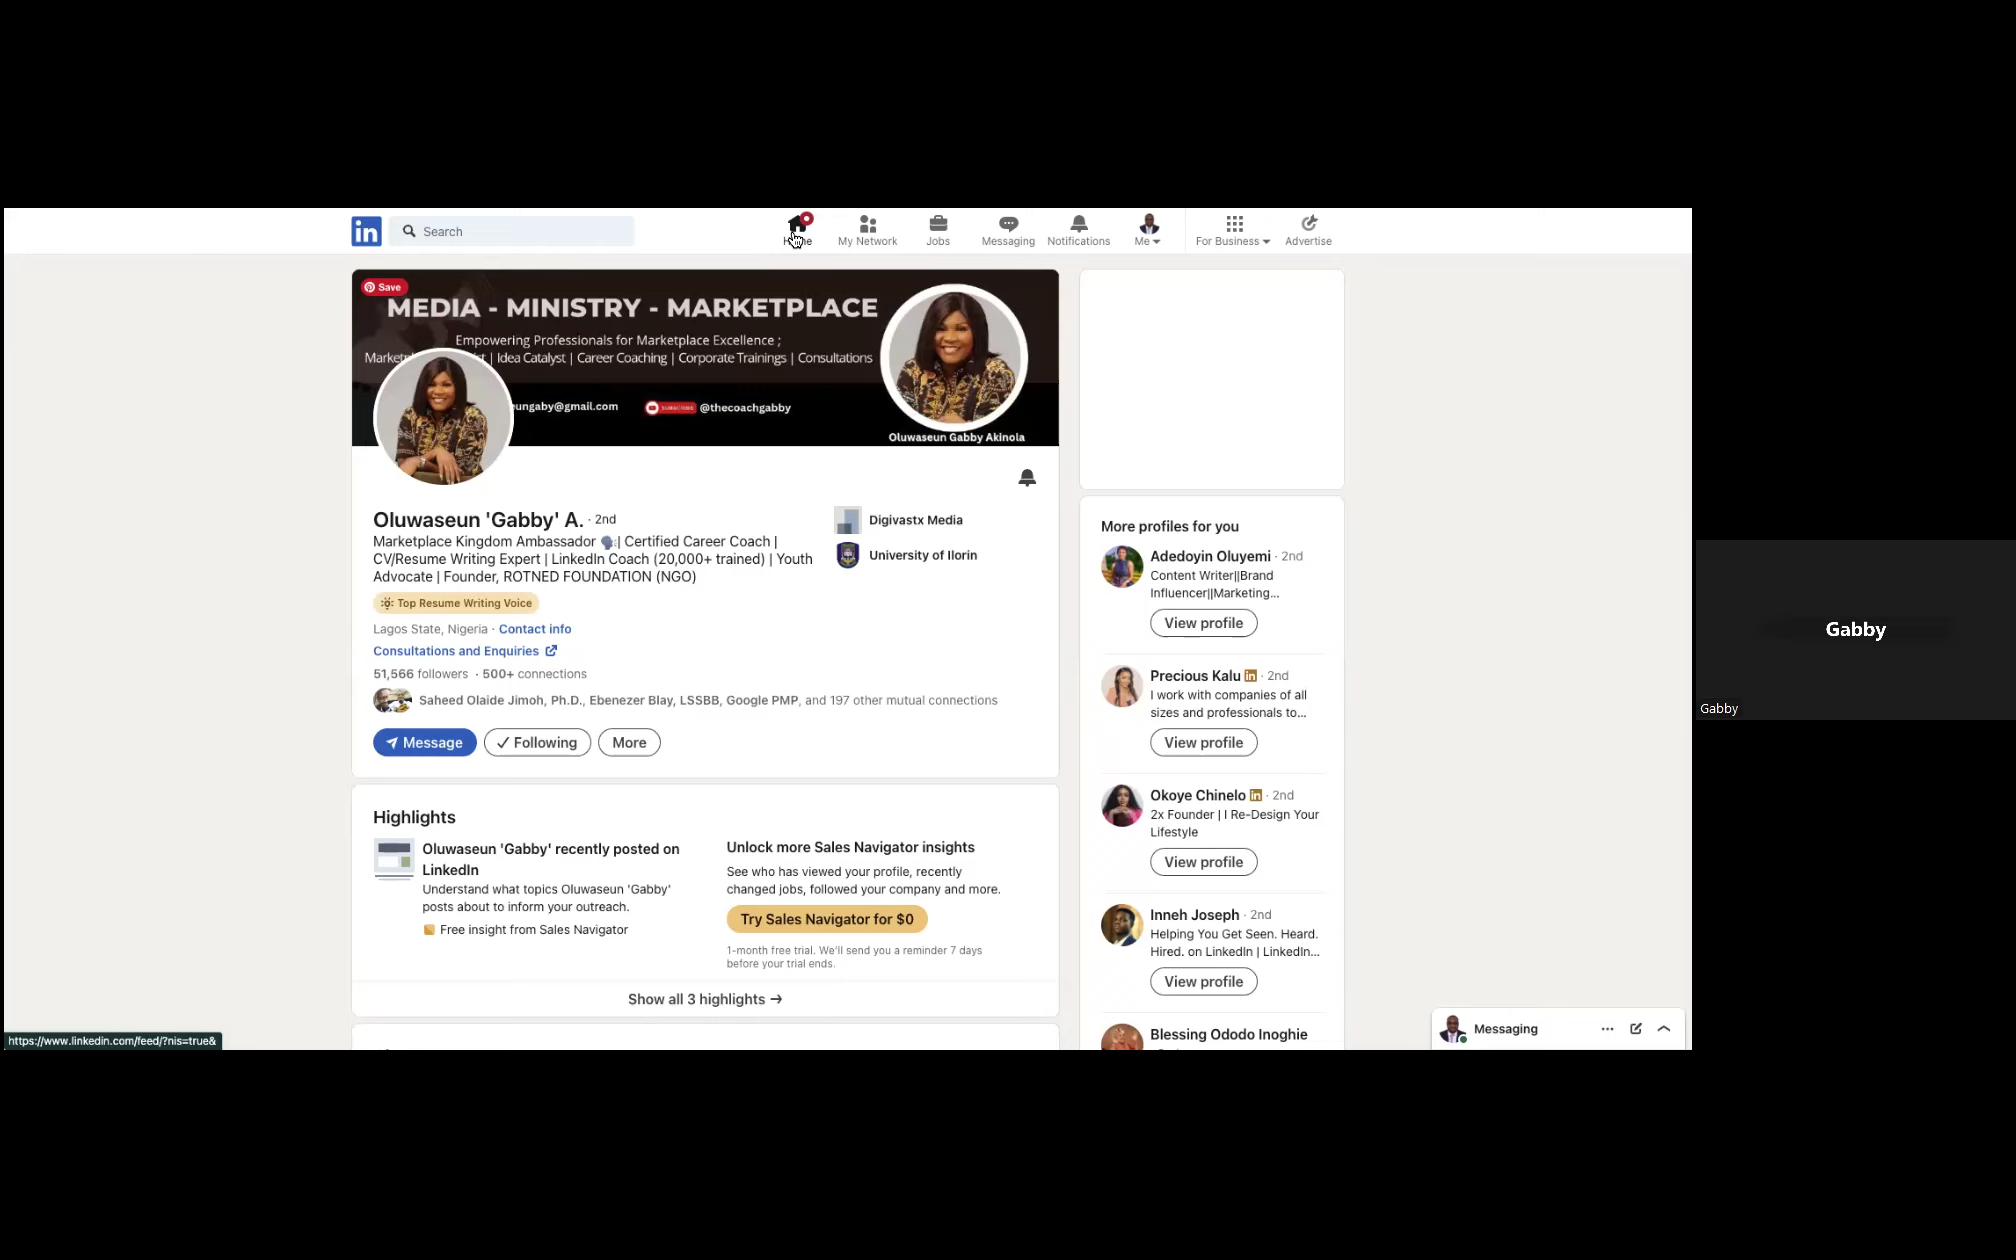 in
Search
Home
My Network
Jobs
Messaging
Notifications
Me
For Business
Advertise
Save
MEDIA - MINISTRY - MARKETPLACE
Empowering Professionals for Marketplace Excellence ;
| Idea Catalyst | Career Coaching | Corporate Trainings | Consultations
eungaby@gmail.com
@thecoachgabby
Oluwaseun Gabby Akinola
Oluwaseun 'Gabby' A. · 2nd
Marketplace Kingdom Ambassador 🗣️| Certified Career Coach |
CV/Resume Writing Expert | LinkedIn Coach (20,000+ trained) | Youth
Advocate | Founder, ROTNED FOUNDATION (NGO)
Top Resume Writing Voice
Lagos State, Nigeria · Contact info
Consultations and Enquiries
51,566 followers · 500+ connections
Saheed Olaide Jimoh, Ph.D., Ebenezer Blay, LSSBB, Google PMP, and 197 other mutual connections
Message
Following
More
Digivastx Media
University of Ilorin
Highlights
Oluwaseun 'Gabby' recently posted on
LinkedIn
Understand what topics Oluwaseun 'Gabby'
posts about to inform your outreach.
Free insight from Sales Navigator
Unlock more Sales Navigator insights
See who has viewed your profile, recently
changed jobs, followed your company and more.
Try Sales Navigator for $0
1-month free trial. We'll send you a reminder 7 days
before your trial ends.
Show all 3 highlights →
More profiles for you
Adedoyin Oluyemi · 2nd
Content Writer||Brand
Influencer||Marketing...
View profile
Precious Kalu in · 2nd
I work with companies of all
sizes and professionals to...
View profile
Okoye Chinelo in · 2nd
2x Founder | I Re-Design Your
Lifestyle
View profile
Inneh Joseph · 2nd
Helping You Get Seen. Heard.
Hired. on LinkedIn | LinkedIn...
View profile
Blessing Ododo Inoghie
Messaging
https://www.linkedin.com/feed/?nis=true&
Gabby
Gabby